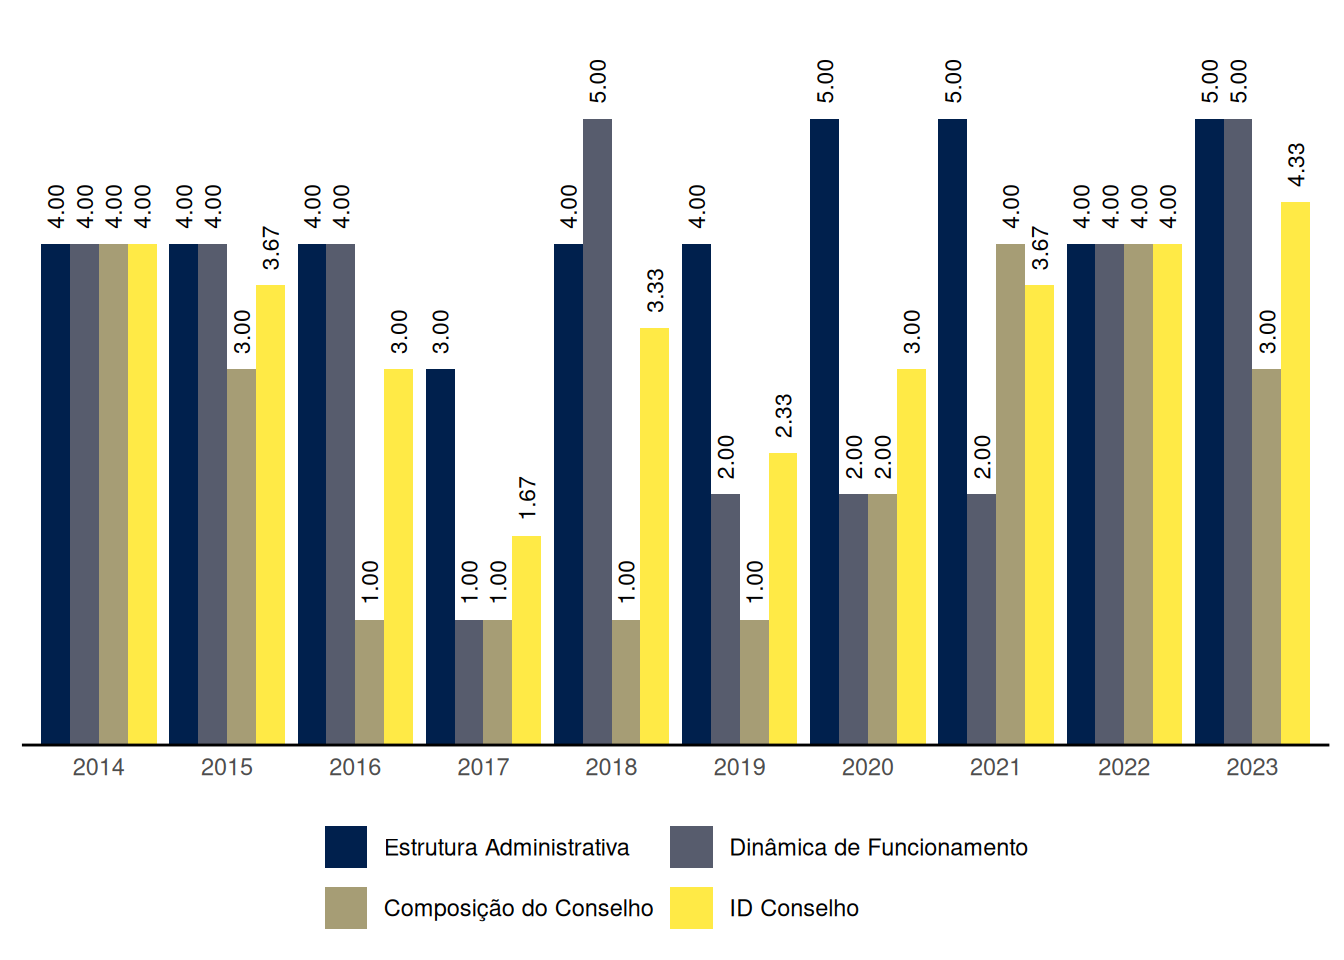 4.00 4.00 4.00 4.00
4.00 4.00 3.00 3.67
4.00 4.00 1.00 3.00
3.00 1.00 1.00 1.67
4.00 5.00 1.00 3.33
4.00 2.00 1.00 2.33
5.00 2.00 2.00 3.00
5.00 2.00 4.00 3.67
4.00 4.00 4.00 4.00
5.00 5.00 3.00 4.33
2014 2015 2016 2017 2018 2019 2020 2021 2022 2023
Estrutura Administrativa Dinâmica de Funcionamento
Composição do Conselho ID Conselho